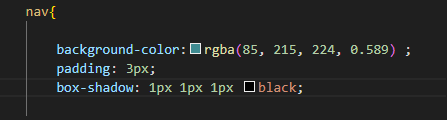 nav{
background-color: rgba(85, 215, 224, 0.589) ;
padding: 3px;
box-shadow: 1px 1px 1px black;